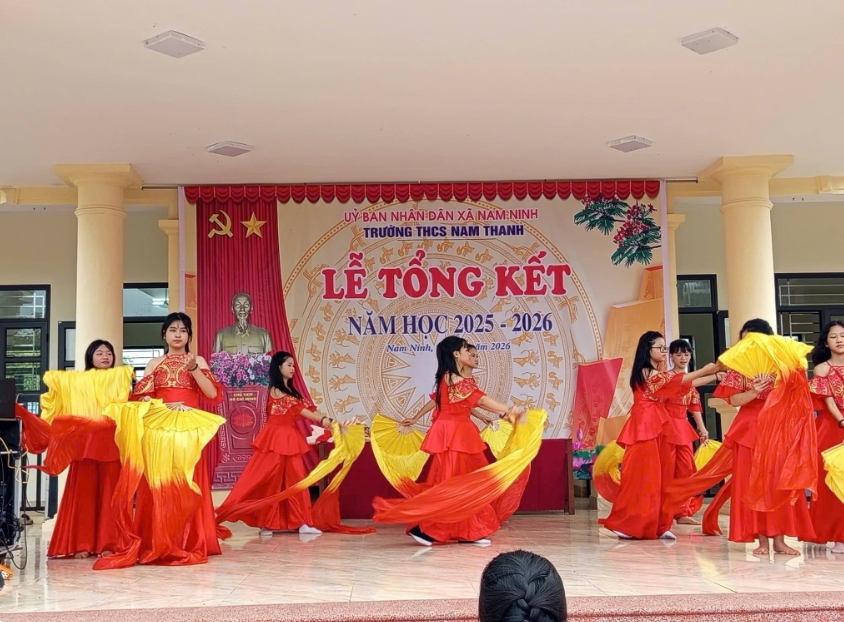 UỶ BAN NHÂN DÂN XÃ NAM NINH
TRƯỜNG THCS NAM THANH
LỄ TỔNG KẾT
NĂM HỌC 2025 - 2026
Nam Ninh, năm 2026